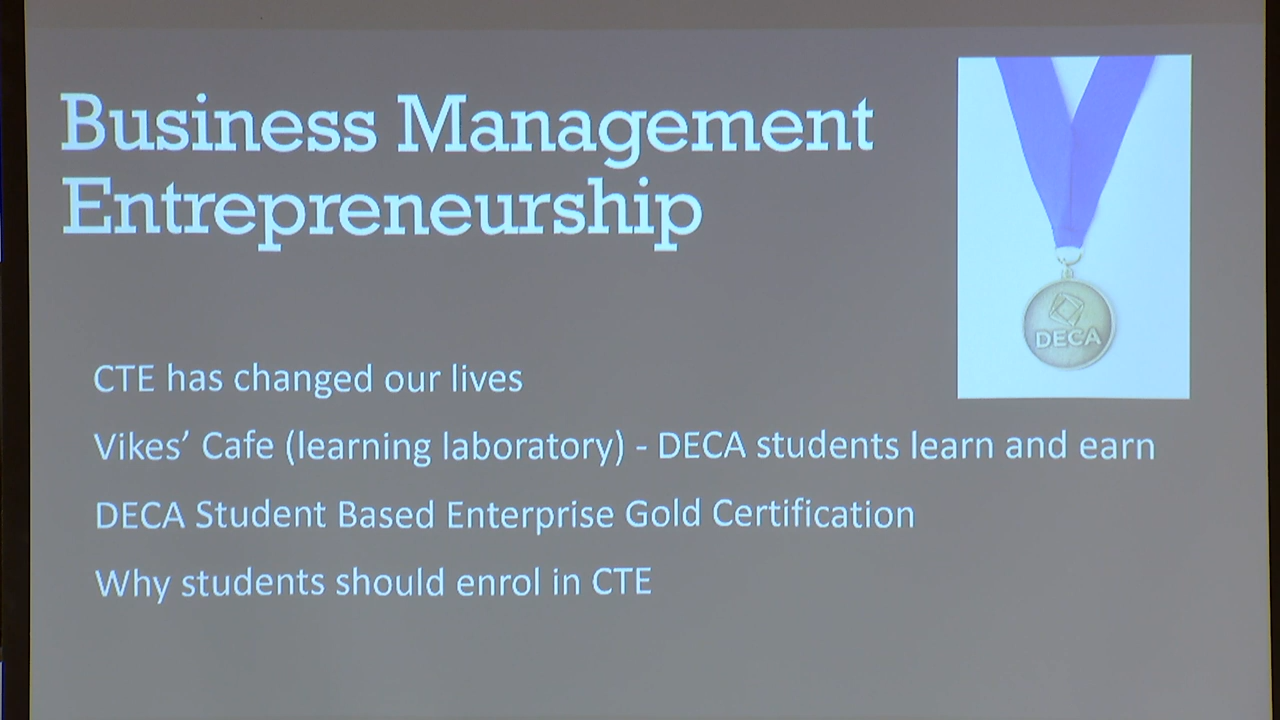 Business Management
Entrepreneurship
DECA
CTE has changed our lives
Vikes’ Cafe (learning laboratory) - DECA students learn and earn
DECA Student Based Enterprise Gold Certification
Why students should enrol in CTE